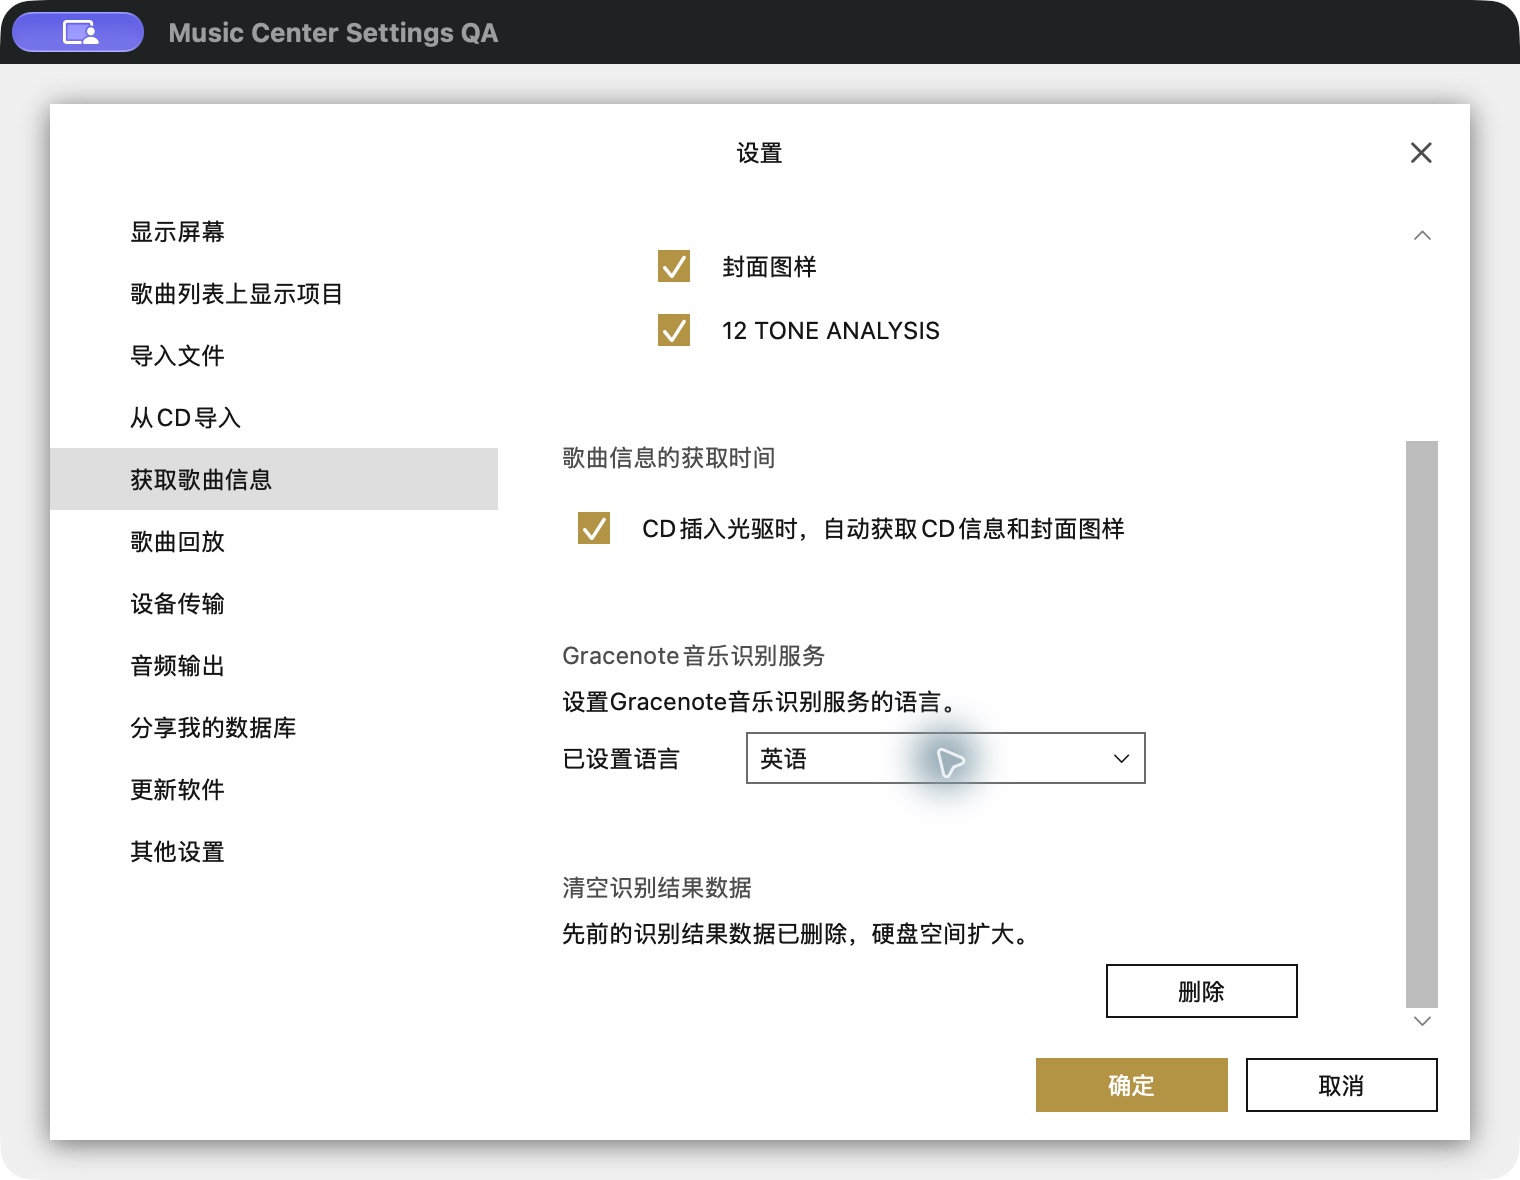 Music Center Settings QA
设置
显示屏幕
歌曲列表上显示项目
导入文件
从CD导入
获取歌曲信息
歌曲回放
设备传输
音频输出
分享我的数据库
更新软件
其他设置
封面图样
12 TONE ANALYSIS
歌曲信息的获取时间
CD插入光驱时，自动获取CD信息和封面图样
Gracenote音乐识别服务
设置Gracenote音乐识别服务的语言。
已设置语言 英语
清空识别结果数据
先前的识别结果数据已删除，硬盘空间扩大。
删除
确定 取消